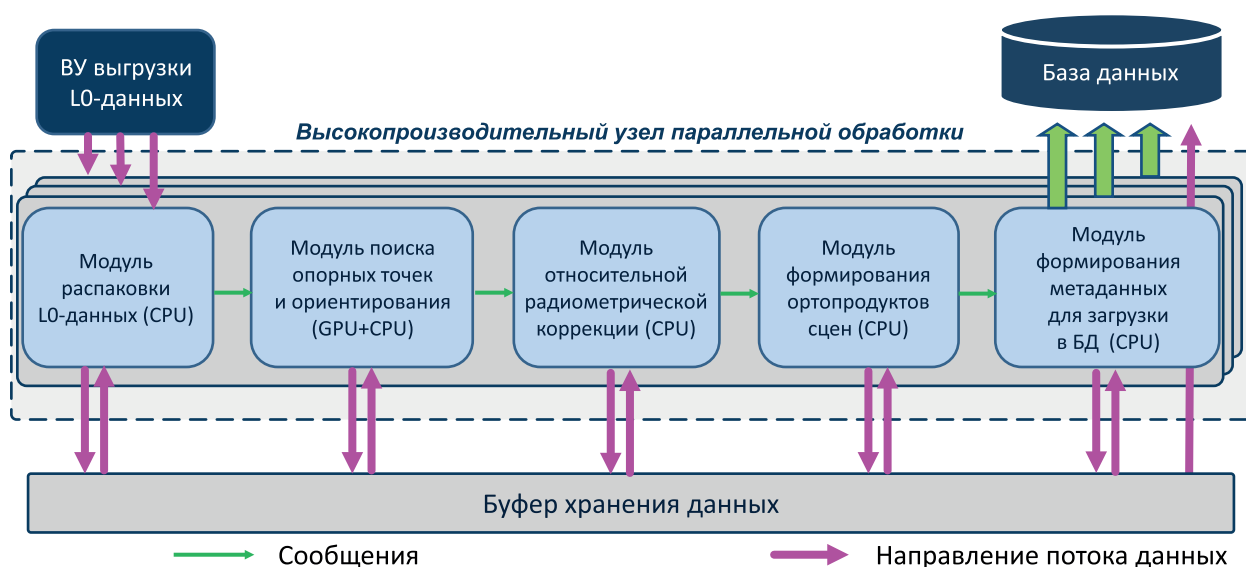 ВУ выгрузки
L0-данных
База данных
Высокопроизводительный узел параллельной обработки
Модуль
распаковки
L0-данных (CPU)
Модуль поиска
опорных точек
и ориентирования
(GPU+CPU)
Модуль
относительной
радиометрической
коррекции (CPU)
Модуль
формирования
ортопродуктов
сцен (CPU)
Модуль
формирования
метаданных
для загрузки
в БД (CPU)
Буфер хранения данных
Сообщения
Направление потока данных